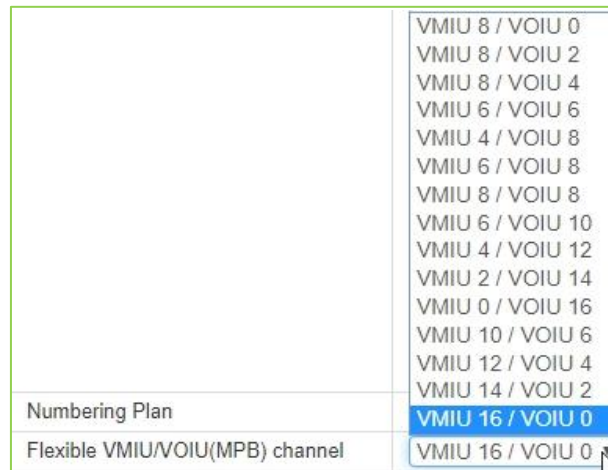 VMIU 8 / VOIU 0
VMIU 8 / VOIU 2
VMIU 8 / VOIU 4
VMIU 6 / VOIU 6
VMIU 4 / VOIU 8
VMIU 6 / VOIU 8
VMIU 8 / VOIU 8
VMIU 6 / VOIU 10
VMIU 4 / VOIU 12
VMIU 2 / VOIU 14
VMIU 0 / VOIU 16
VMIU 10 / VOIU 6
VMIU 12 / VOIU 4
VMIU 14 / VOIU 2
Numbering Plan
VMIU 16 / VOIU 0
Flexible VMIU/VOIU(MPB) channel
VMIU 16 / VOIU 0